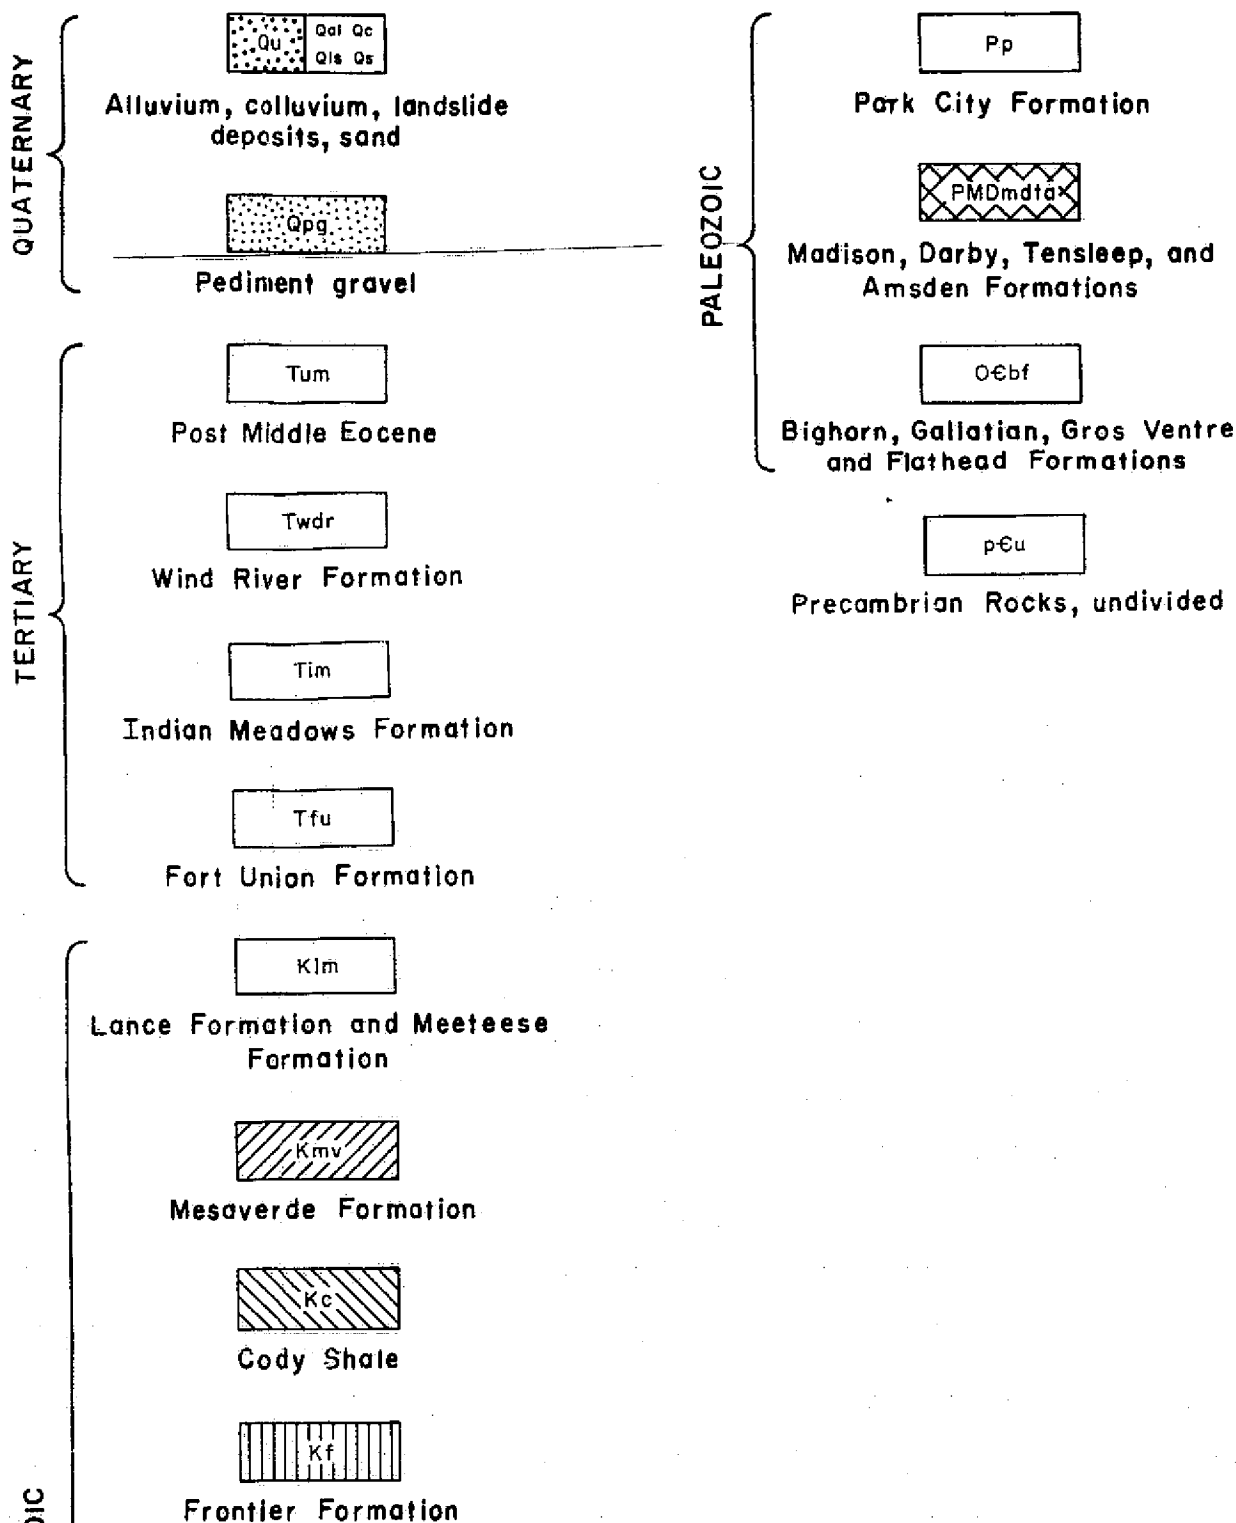 QUATERNARY
Qu
Qal Qc
Qls Qs
Alluvium, colluvium, landslide
deposits, sand
Qpg
Pediment gravel
TERTIARY
Tum
Post Middle Eocene
Twdr
Wind River Formation
Tim
Indian Meadows Formation
Tfu
Fort Union Formation
Klm
Lance Formation and Meeteese
Formation
Kmv
Mesaverde Formation
Kc
Cody Shale
Kf
Frontier Formation
PALEOZOIC
Pp
Park City Formation
PMDmdta
Madison, Darby, Tensleep, and
Amsden Formations
O€bf
Bighorn, Gallatian, Gros Ventre
and Flathead Formations
p€u
Precambrian Rocks, undivided